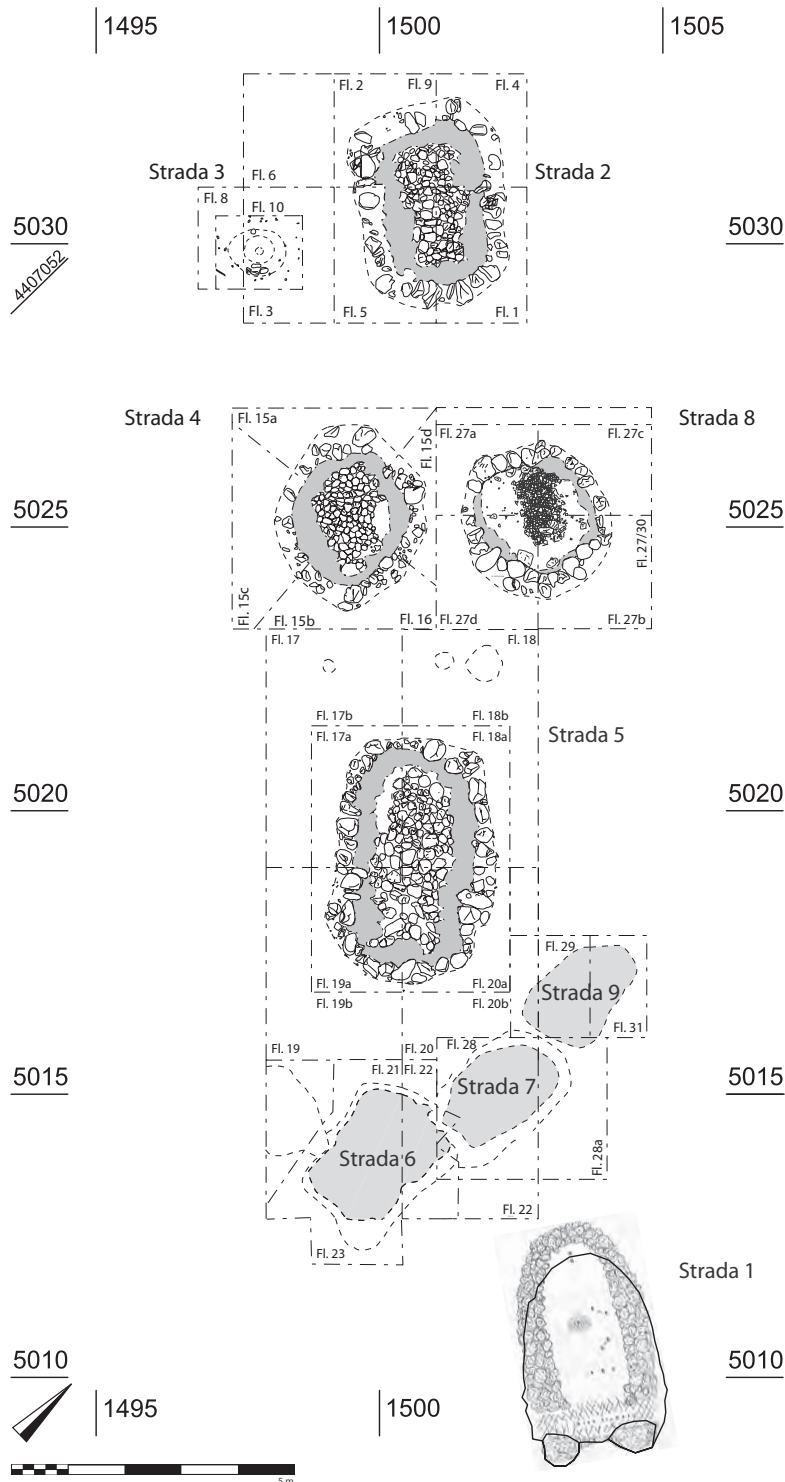 1495 1500 1505
Fl. 2 Fl. 9 Fl. 4
Strada 3 Fl. 6 Strada 2
Fl. 8
Fl. 10
5030 5030
4407052
Fl. 3 Fl. 5 Fl. 1
Strada 4 Fl. 15a Fl. 15d Fl. 27a Fl. 27c Strada 8
5025 5025
Fl. 27/30
Fl. 15c Fl. 15b Fl. 16 Fl. 27d Fl. 27b
Fl. 17 Fl. 18
Fl. 17b Fl. 18b
Fl. 17a Fl. 18a Strada 5
5020 5020
Fl. 29
Fl. 19a Fl. 20a Strada 9
Fl. 19b Fl. 20b
Fl. 31
Fl. 19 Fl. 20 Fl. 28
Fl. 21 Fl. 22
5015 Strada 7 5015
Strada 6 Fl. 28a
Fl. 22
Fl. 23
Strada 1
5010 5010
1495 1500
5 m